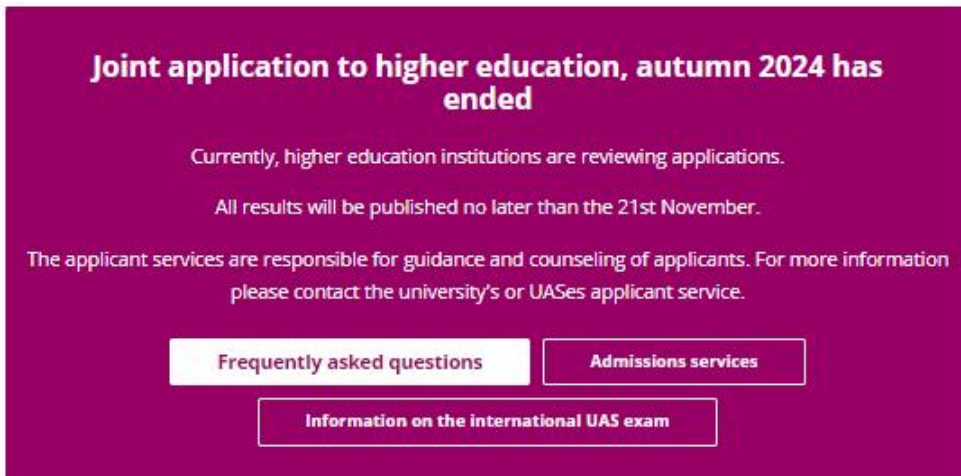 Joint application to higher education, autumn 2024 has
ended
Currently, higher education institutions are reviewing applications.
All results will be published no later than the 21st November.
The applicant services are responsible for guidance and counseling of applicants. For more information
please contact the university's or UASes applicant service.
Frequently asked questions
Admissions services
Information on the international UAS exam